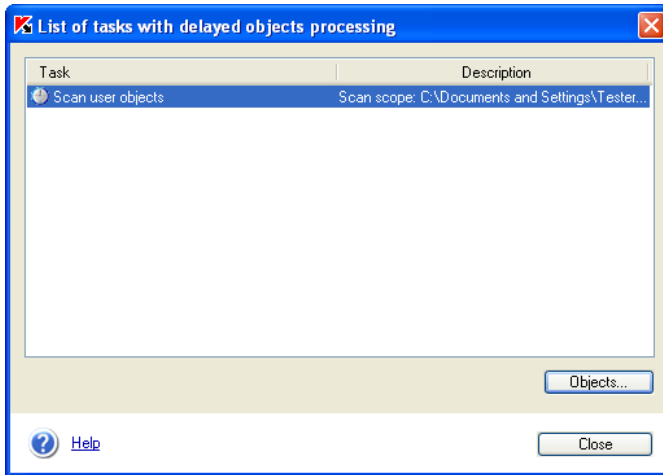 List of tasks with delayed objects processing
Task Description
Scan user objects Scan scope: C:\Documents and Settings\Tester...
Objects...
Help Close